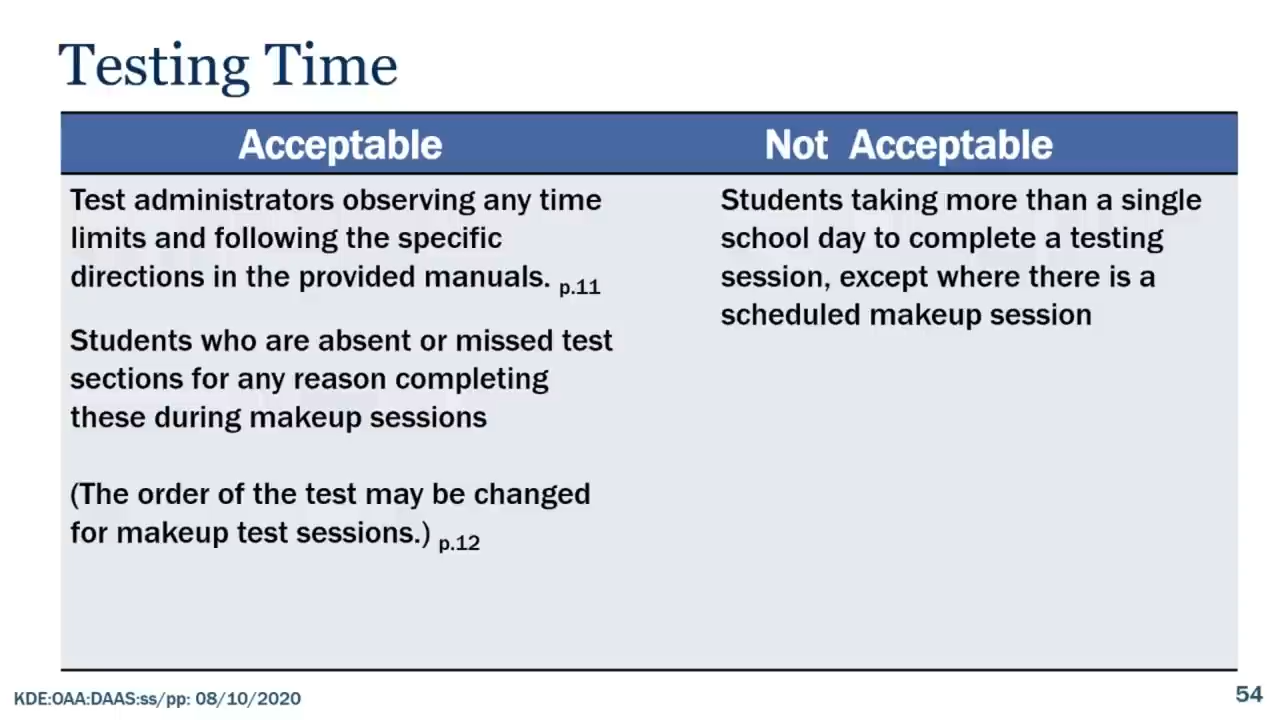 Testing Time
Acceptable
Not Acceptable
Test administrators observing any time
limits and following the specific
directions in the provided manuals. p.11
Students who are absent or missed test
sections for any reason completing
these during makeup sessions
(The order of the test may be changed
for makeup test sessions.) p.12
Students taking more than a single
school day to complete a testing
session, except where there is a
scheduled makeup session
KDE:OAA:DAAS:ss/pp: 08/10/2020
54